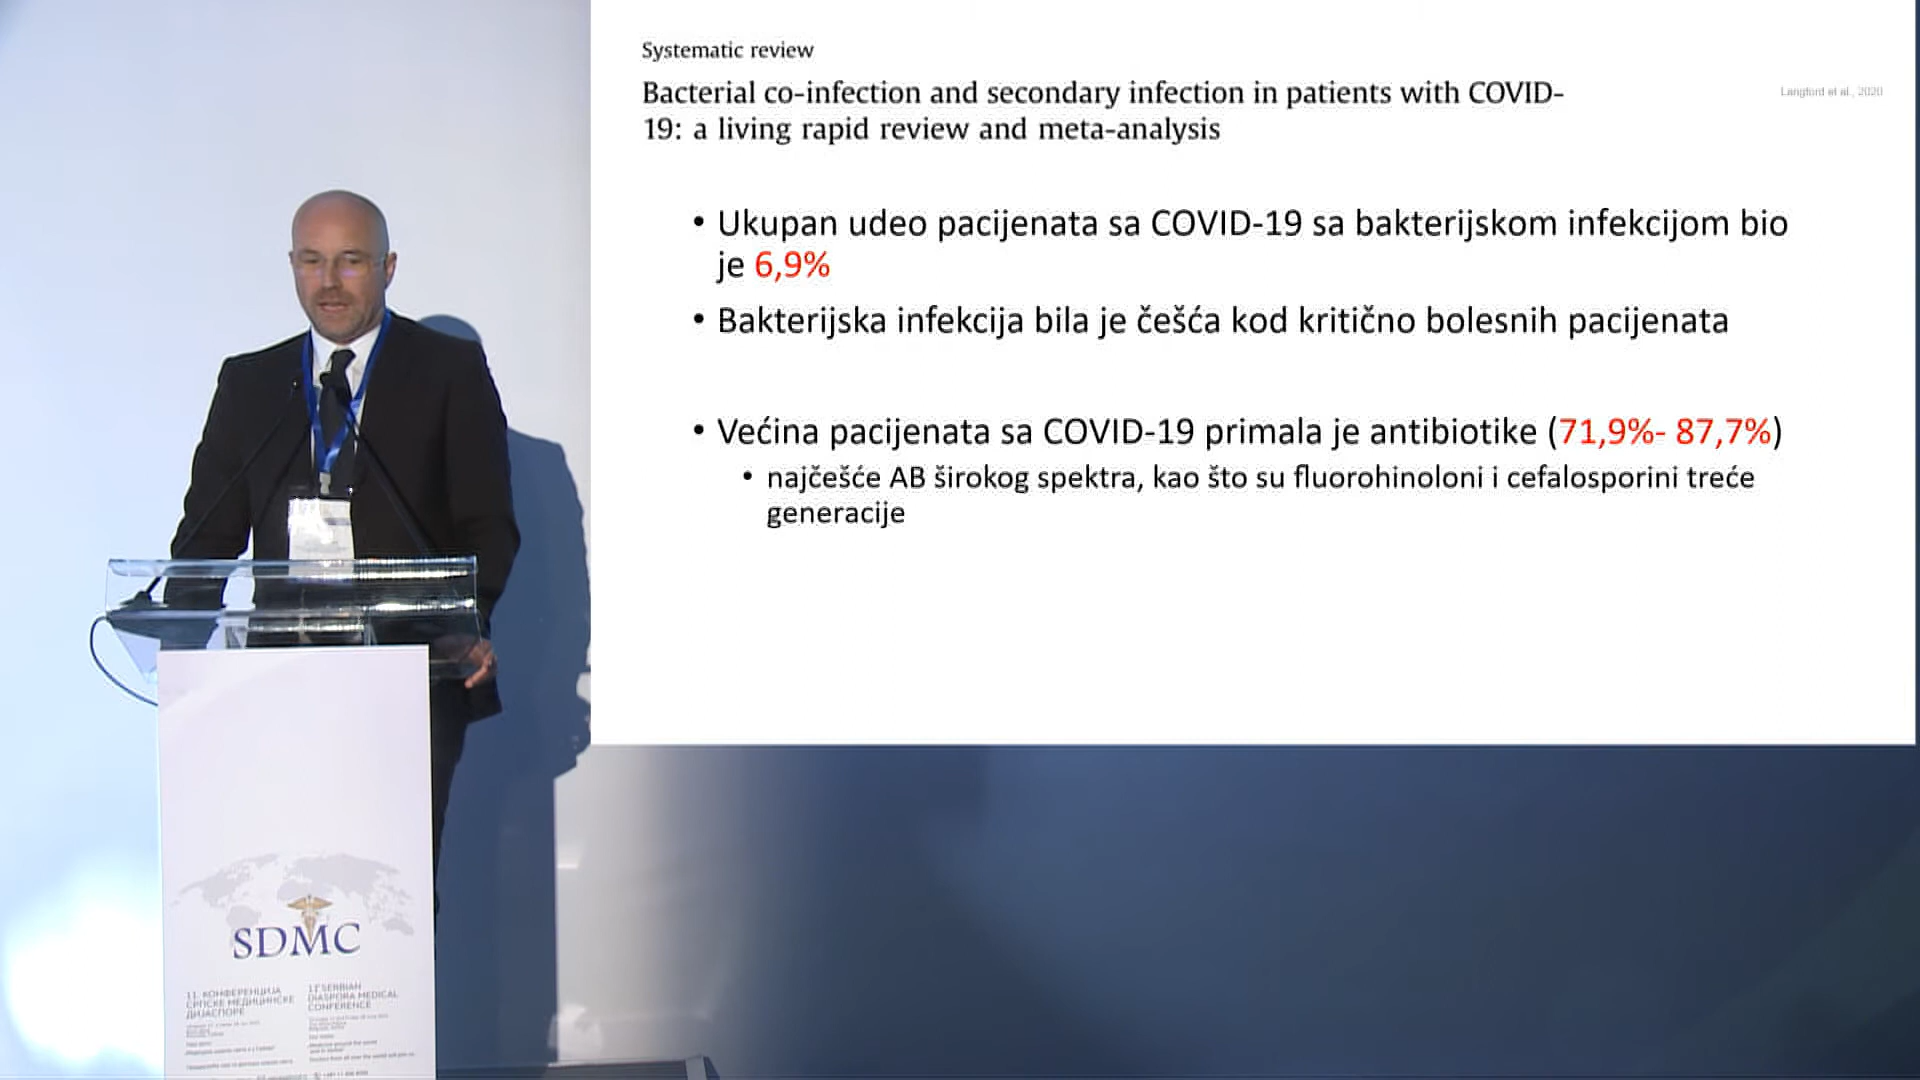 Systematic review
Bacterial co-infection and secondary infection in patients with COVID-
19: a living rapid review and meta-analysis
Langford et al., 2020
• Ukupan udeo pacijenata sa COVID-19 sa bakterijskom infekcijom bio
je 6,9%
• Bakterijska infekcija bila je češća kod kritično bolesnih pacijenata
• Većina pacijenata sa COVID-19 primala je antibiotike (71,9%- 87,7%)
• najčešće AB širokog spektra, kao što su fluorohinoloni i cefalosporini treće
generacije
SDMC
11. КОНФЕРЕНЦИЈА
СРПСКЕ МЕДИЦИНСКЕ
ДИЈАСПОРЕ
SERBIAN
DIASPORA MEDICAL
CONFERENCE